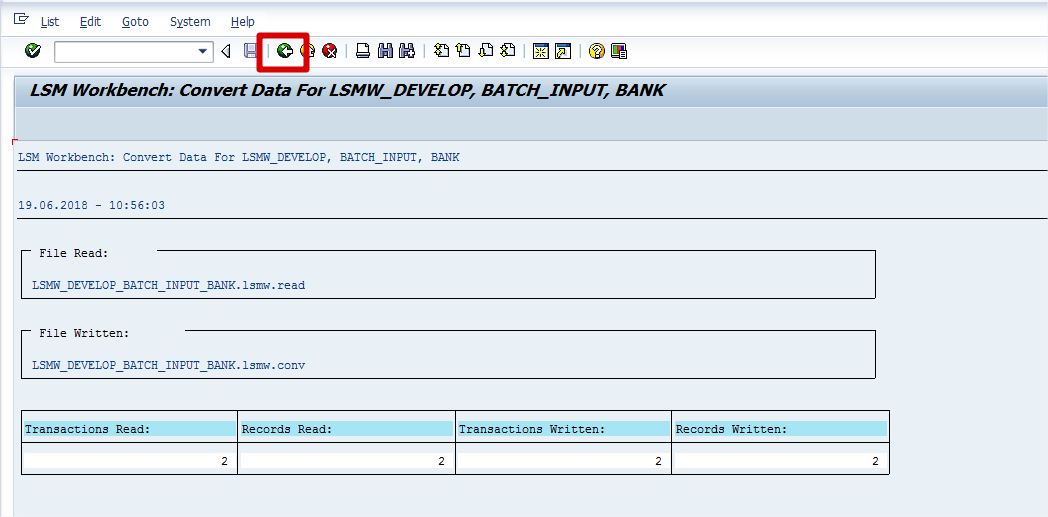 List Edit Goto System Help
LSM Workbench: Convert Data For LSMW_DEVELOP, BATCH_INPUT, BANK
LSM Workbench: Convert Data For LSMW_DEVELOP, BATCH_INPUT, BANK
19.06.2018 - 10:56:03
File Read:
LSMW_DEVELOP_BATCH_INPUT_BANK.lsmw.read
File Written:
LSMW_DEVELOP_BATCH_INPUT_BANK.lsmw.conv
Transactions Read: Records Read: Transactions Written: Records Written:
2 2 2 2